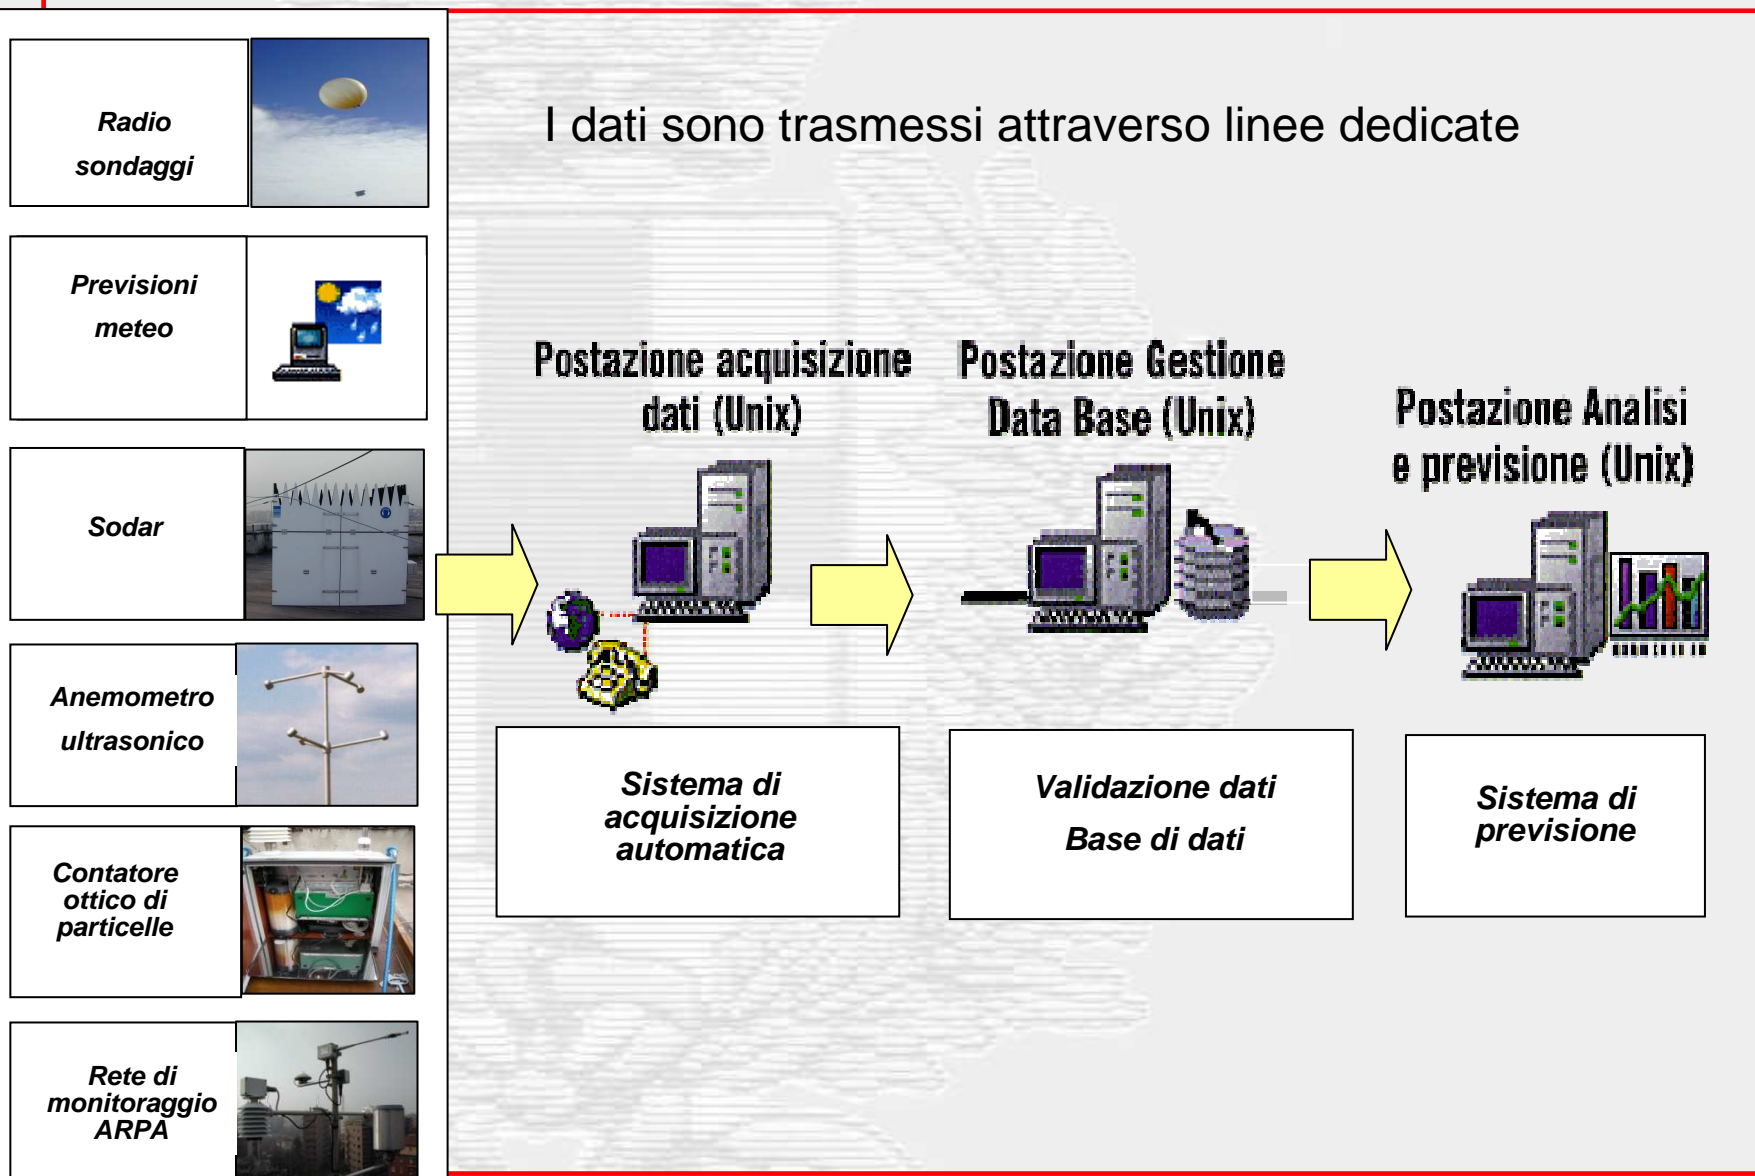 Radio
sondaggi
Previsioni
meteo
Sodar
Anemometro
ultrasonico
Contatore
ottico di
particelle
Rete di
monitoraggio
ARPA
I dati sono trasmessi attraverso linee dedicate
Postazione acquisizione
dati (Unix)
Sistema di
acquisizione
automatica
Postazione Gestione
Data Base (Unix)
Validazione dati
Base di dati
Postazione Analisi
e previsione (Unix)
Sistema di
previsione